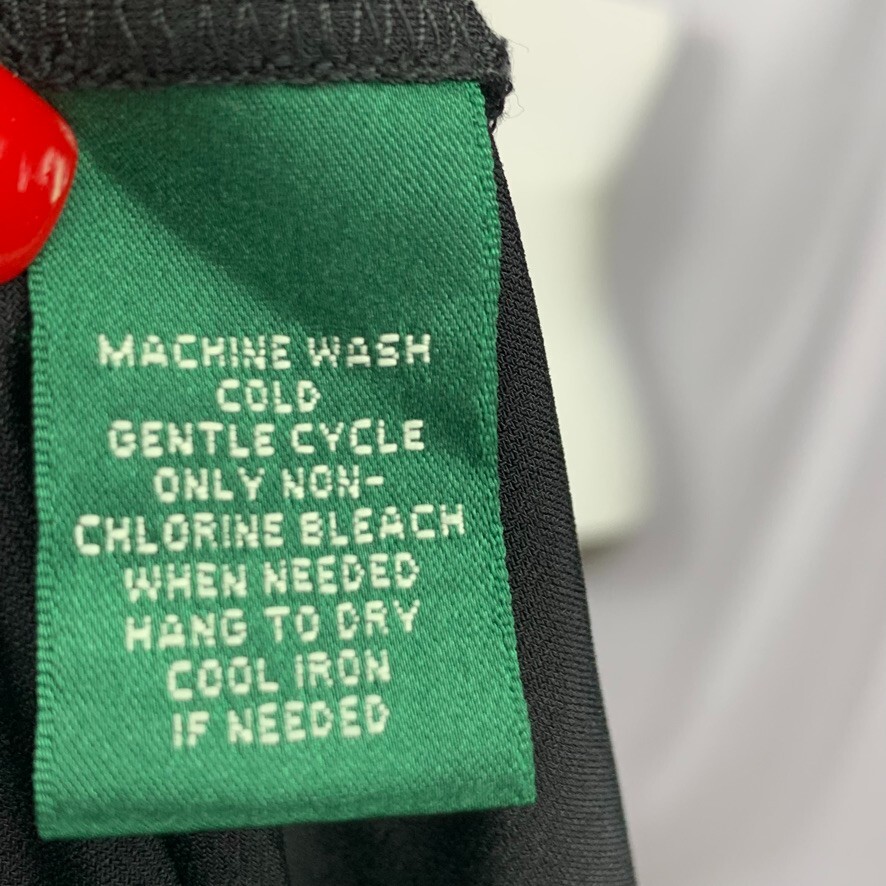 MACHINE WASH
COLD
GENTLE CYCLE
ONLY NON-
CHLORINE BLEACH
WHEN NEEDED
HANG TO DRY
COOL IRON
IF NEEDED